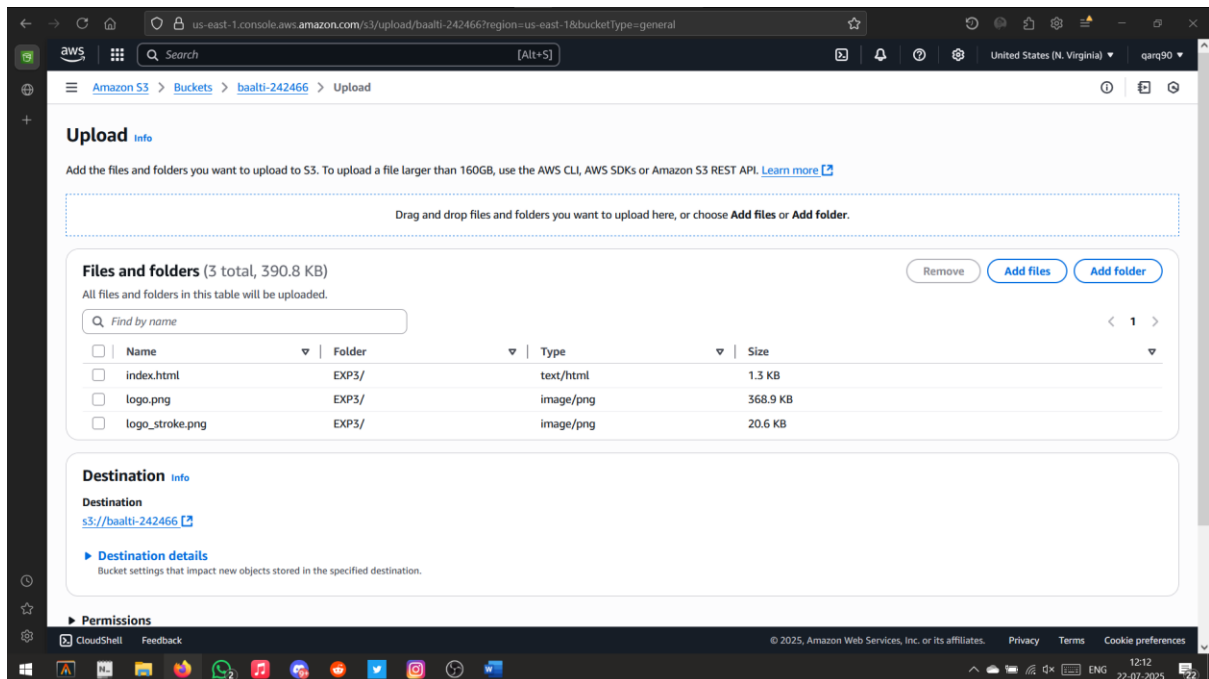 us-east-1.console.aws.amazon.com/s3/upload/baalti-242466?region=us-east-1&bucketType=general
aws Search [Alt+S] United States (N. Virginia) qarq90
Amazon S3 > Buckets > baalti-242466 > Upload
Upload Info
Add the files and folders you want to upload to S3. To upload a file larger than 160GB, use the AWS CLI, AWS SDKs or Amazon S3 REST API. Learn more
Drag and drop files and folders you want to upload here, or choose Add files or Add folder.
Files and folders (3 total, 390.8 KB) Remove Add files Add folder
All files and folders in this table will be uploaded.
Find by name < 1 >
Name Folder Type Size
index.html EXP3/ text/html 1.3 KB
logo.png EXP3/ image/png 368.9 KB
logo_stroke.png EXP3/ image/png 20.6 KB
Destination Info
Destination
s3://baalti-242466
Destination details
Bucket settings that impact new objects stored in the specified destination.
Permissions
CloudShell Feedback © 2025, Amazon Web Services, Inc. or its affiliates. Privacy Terms Cookie preferences
ENG 12:12
22-07-2025 22